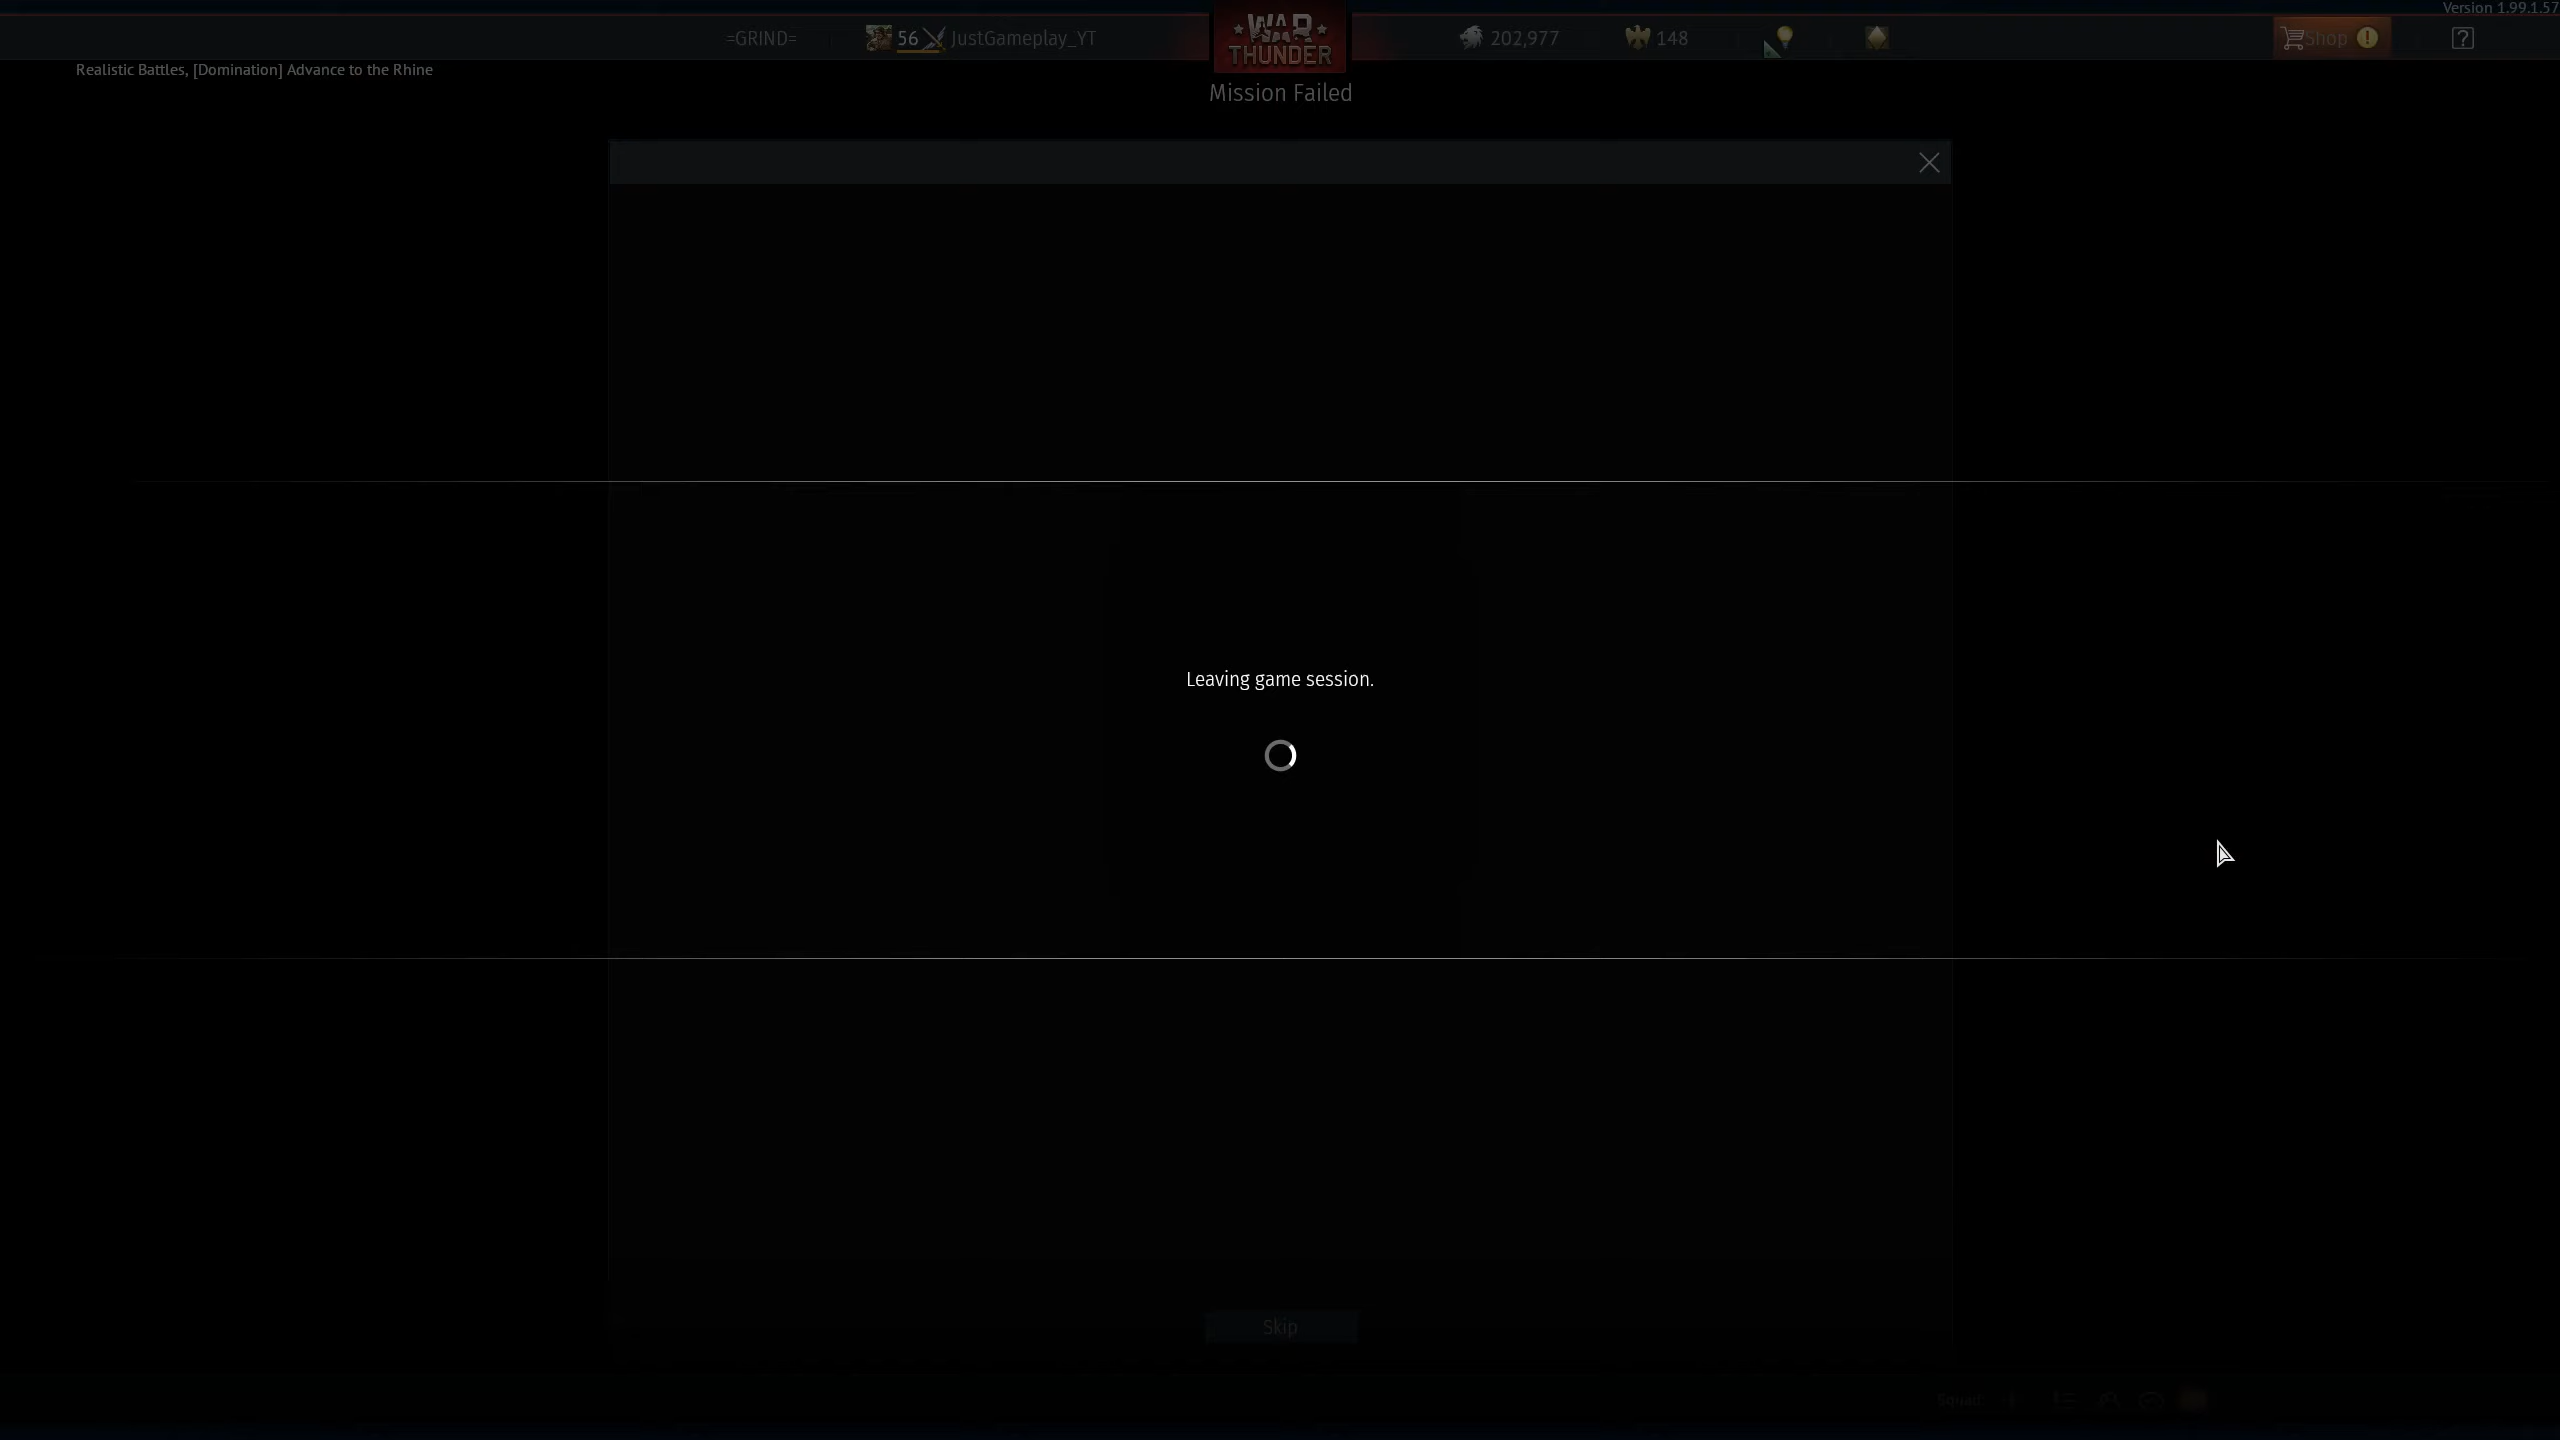 Version 1.99.1.57
=GRIND=
56 JustGameplay_YT
WAR THUNDER
202,977
148
Shop
Realistic Battles, [Domination] Advance to the Rhine
Mission Failed
Leaving game session.
Skip
Squad